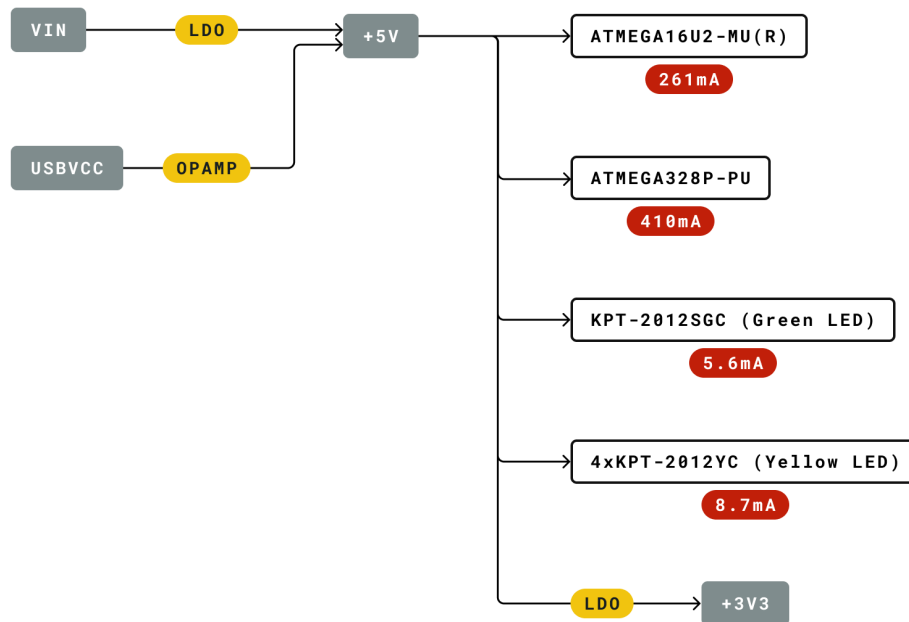 VIN
LDO
+5V
ATMEGA16U2-MU(R)
261mA
USBVCC
OPAMP
ATMEGA328P-PU
410mA
KPT-2012SGC (Green LED)
5.6mA
4xKPT-2012YC (Yellow LED)
8.7mA
LDO
+3V3